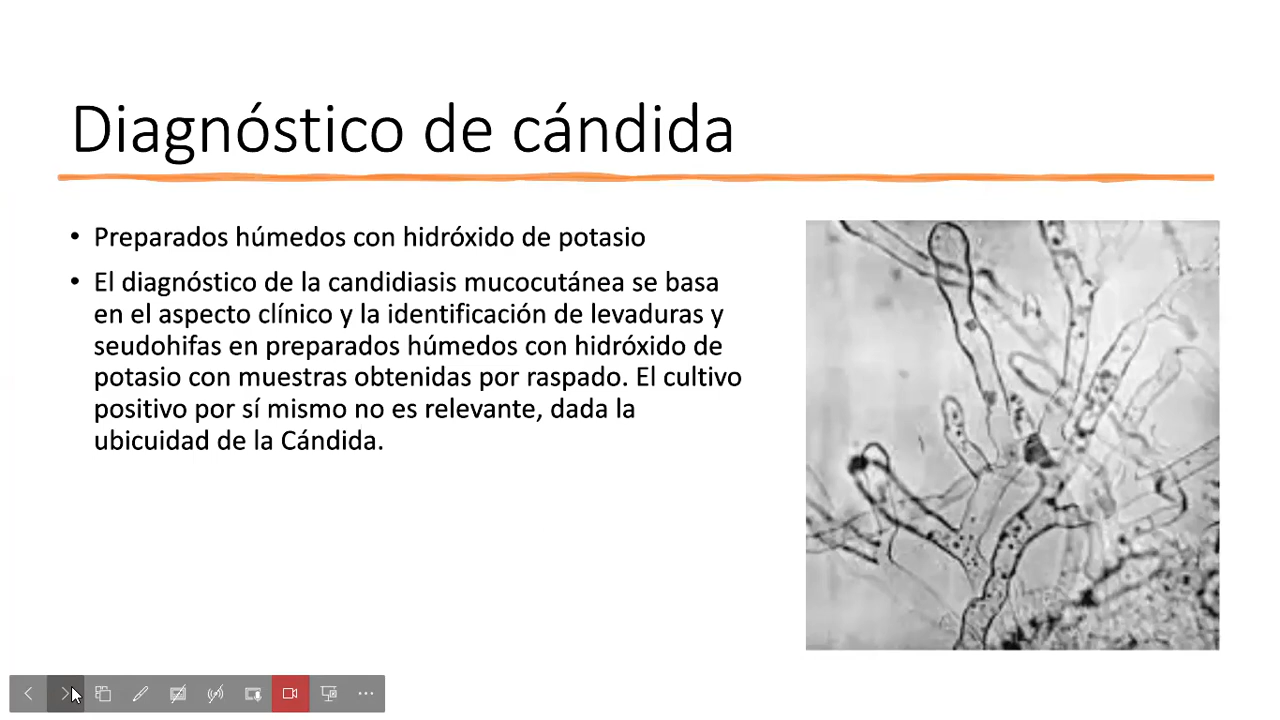 Diagnóstico de cándida
• Preparados húmedos con hidróxido de potasio
• El diagnóstico de la candidiasis mucocutánea se basa
en el aspecto clínico y la identificación de levaduras y
seudohifas en preparados húmedos con hidróxido de
potasio con muestras obtenidas por raspado. El cultivo
positivo por sí mismo no es relevante, dada la
ubicuidad de la Cándida.